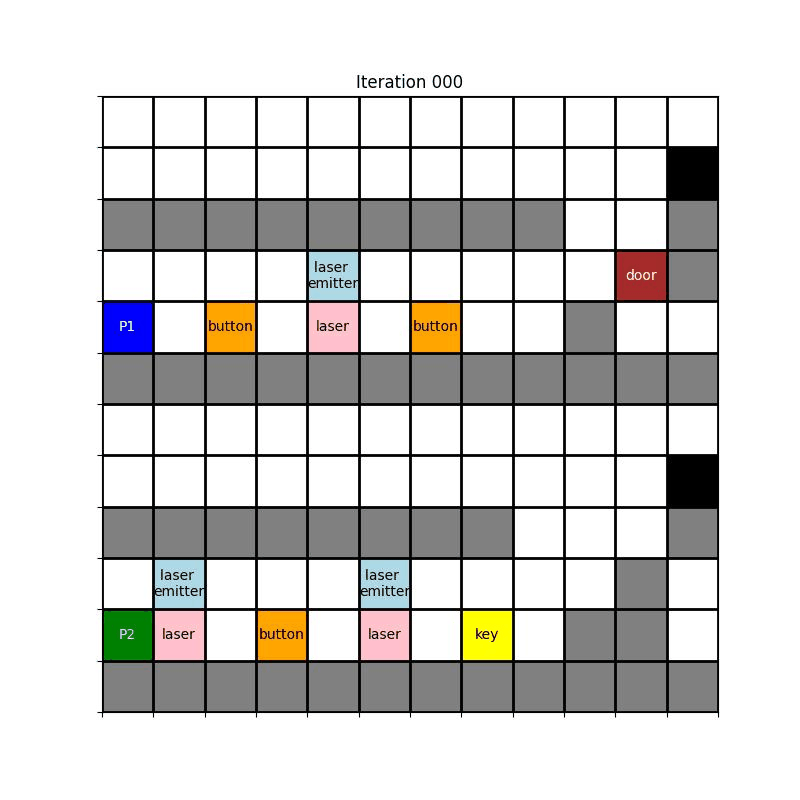 Iteration 000
laser
emitter
door
P1
button
laser
button
laser
emitter
laser
emitter
P2
laser
button
laser
key